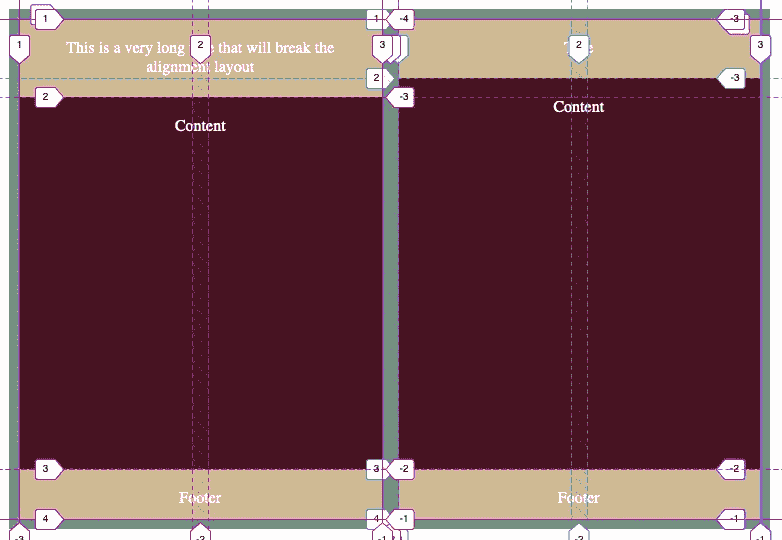 1 1 -4 -3
1 This is a very long 2 that will break the 3 2 3
alignment layout
2 -3
2 -3 Content
Content
3 3 -2 -2
Footer Footer
4 4 -1 -1
-3 -2 -1 -2 -1